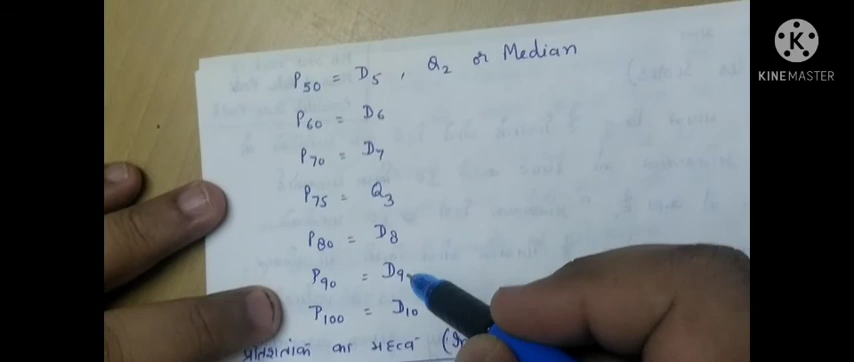 P50 = D5, Q2 or Median
P60 = D6
P70 = D7
P75 = Q3
P80 = D8
P90 = D9
P100 = D10
प्रतिशतांक का महत्व
K
KINEMASTER